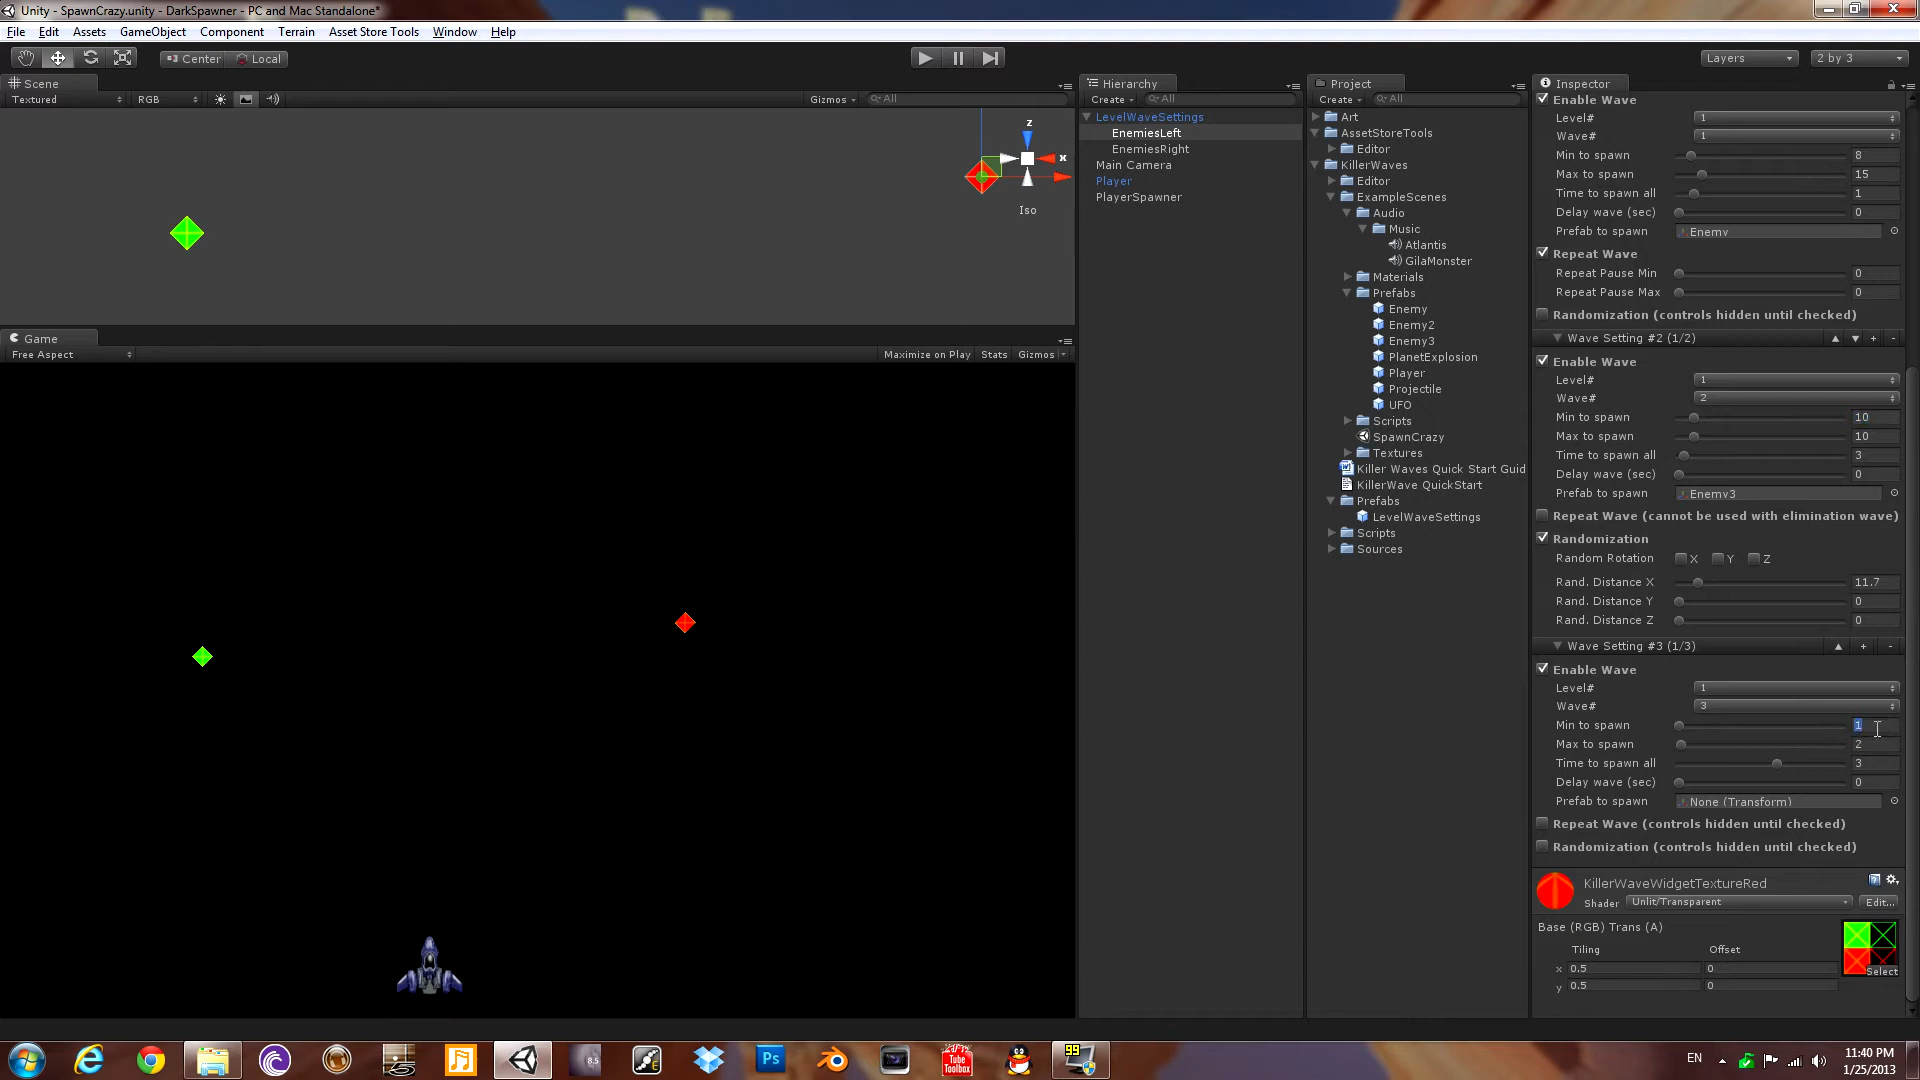 Unity - SpawnCrazy.unity - DarkSpawner - PC and Mac Standalone*
File Edit Assets GameObject Component Terrain Asset Store Tools Window Help
Center Local
Layers
2 by 3
Scene
Textured RGB Gizmos All
z
x
Iso
Game
Free Aspect Maximize on Play Stats Gizmos
Hierarchy
Create All
LevelWaveSettings
EnemiesLeft
EnemiesRight
Main Camera
Player
PlayerSpawner
Project
Create All
Art
AssetStoreTools
Editor
KillerWaves
Editor
ExampleScenes
Audio
Music
Atlantis
GilaMonster
Materials
Prefabs
Enemy
Enemy2
Enemy3
PlanetExplosion
Player
Projectile
UFO
Scripts
SpawnCrazy
Textures
Killer Waves Quick Start Guid
KillerWave QuickStart
Prefabs
LevelWaveSettings
Scripts
Sources
Inspector
Enable Wave
Level# 1
Wave# 1
Min to spawn 8
Max to spawn 15
Time to spawn all 1
Delay wave (sec) 0
Prefab to spawn Enemy
Repeat Wave
Repeat Pause Min 0
Repeat Pause Max 0
Randomization (controls hidden until checked)
Wave Setting #2 (1/2) + -
Enable Wave
Level# 1
Wave# 2
Min to spawn 10
Max to spawn 10
Time to spawn all 3
Delay wave (sec) 0
Prefab to spawn Enemy3
Repeat Wave (cannot be used with elimination wave)
Randomization
Random Rotation X Y Z
Rand. Distance X 11.7
Rand. Distance Y 0
Rand. Distance Z 0
Wave Setting #3 (1/3) + -
Enable Wave
Level# 1
Wave# 3
Min to spawn 1
Max to spawn 2
Time to spawn all 3
Delay wave (sec) 0
Prefab to spawn None (Transform)
Repeat Wave (controls hidden until checked)
Randomization (controls hidden until checked)
KillerWaveWidgetTextureRed
Shader Unlit/Transparent Edit...
Base (RGB) Trans (A)
Tiling Offset
x 0.5 0
y 0.5 0
Select
8.5
Ps
Tube
Toolbox
99
EN
11:40 PM
1/25/2013